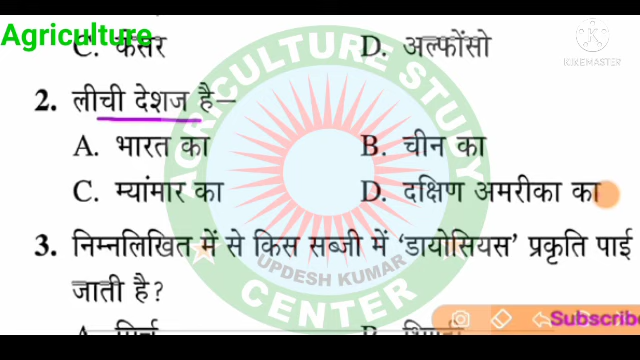 Agriculture
C. केसर D. अल्फोंसो
KINEMASTER
2. लीची देशज है–
A. भारत का B. चीन का
C. म्यांमार का D. दक्षिण अमरीका का
AGRICULTURE STUDY
3. निम्नलिखित में से किस सब्जी में ‘डायोसियस’ प्रकृति पाई
UPDESH KUMAR
जाती है?
CENTER
Subscribe
A. B.